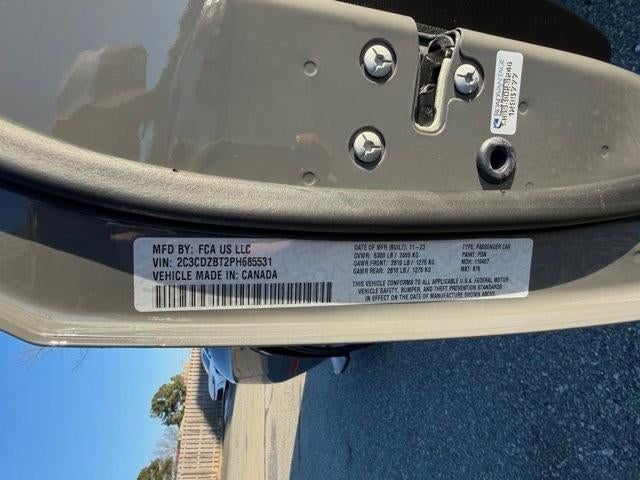 MFD BY: FCA US LLC
VIN: 2C3CDZBT2PH685531
VEHICLE MADE IN: CANADA
DATE OF MFR (BUILT): 11-23
GVWR: 5300 LB / 2405 KG
GAWR FRONT: 2810 LB / 1275 KG
GAWR REAR: 2810 LB / 1275 KG
TYPE: PASSENGER CAR
PAINT: PDN
MDH: 110407
THIS VEHICLE CONFORMS TO ALL APPLICABLE U.S.A. FEDERAL MOTOR
VEHICLE SAFETY, BUMPER, AND THEFT PREVENTION STANDARDS
IN EFFECT ON THE DATE OF MANUFACTURE SHOWN ABOVE.
ROADVANTAGE